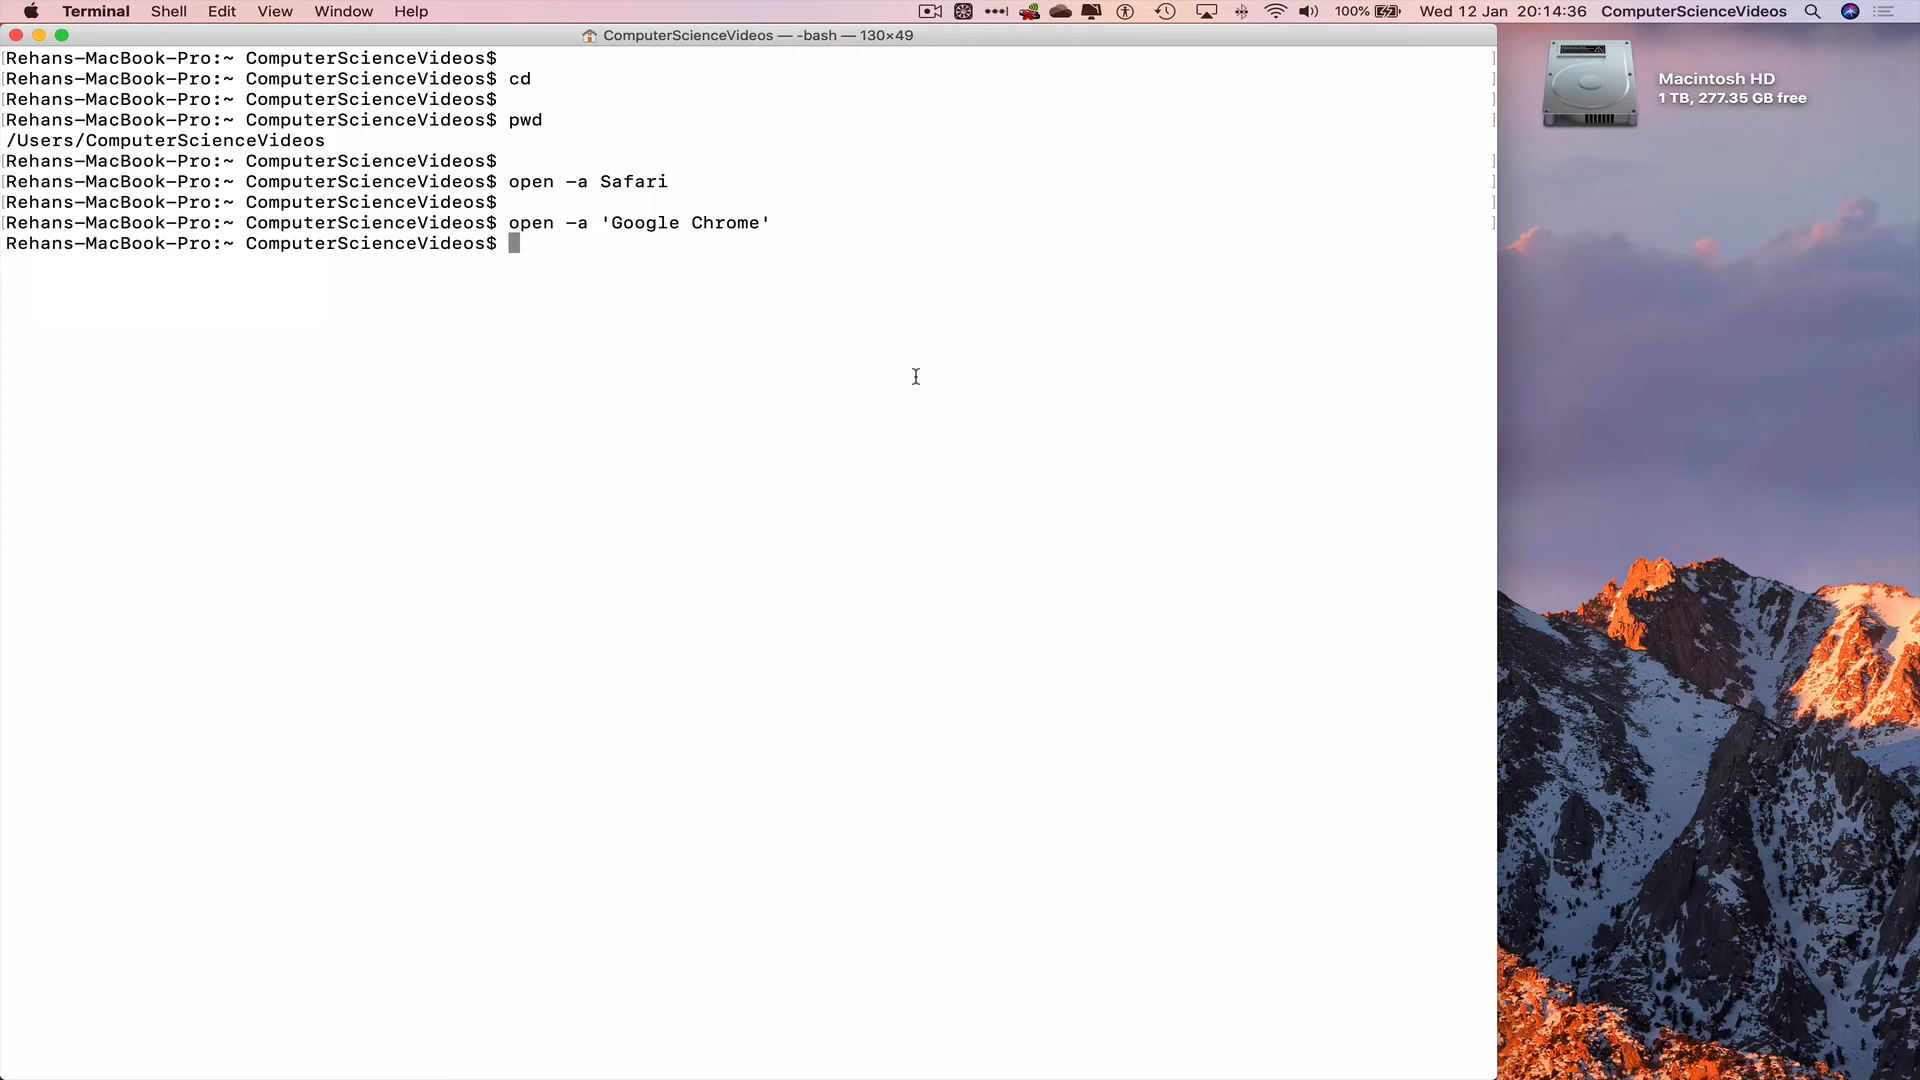 Terminal Shell Edit View Window Help 100% Wed 12 Jan 20:14:36 ComputerScienceVideos
ComputerScienceVideos — -bash — 130×49
Rehans-MacBook-Pro:~ ComputerScienceVideos$
Rehans-MacBook-Pro:~ ComputerScienceVideos$ cd
Rehans-MacBook-Pro:~ ComputerScienceVideos$
Rehans-MacBook-Pro:~ ComputerScienceVideos$ pwd
/Users/ComputerScienceVideos
Rehans-MacBook-Pro:~ ComputerScienceVideos$
Rehans-MacBook-Pro:~ ComputerScienceVideos$ open -a Safari
Rehans-MacBook-Pro:~ ComputerScienceVideos$
Rehans-MacBook-Pro:~ ComputerScienceVideos$ open -a 'Google Chrome'
Rehans-MacBook-Pro:~ ComputerScienceVideos$
Macintosh HD
1 TB, 277.35 GB free